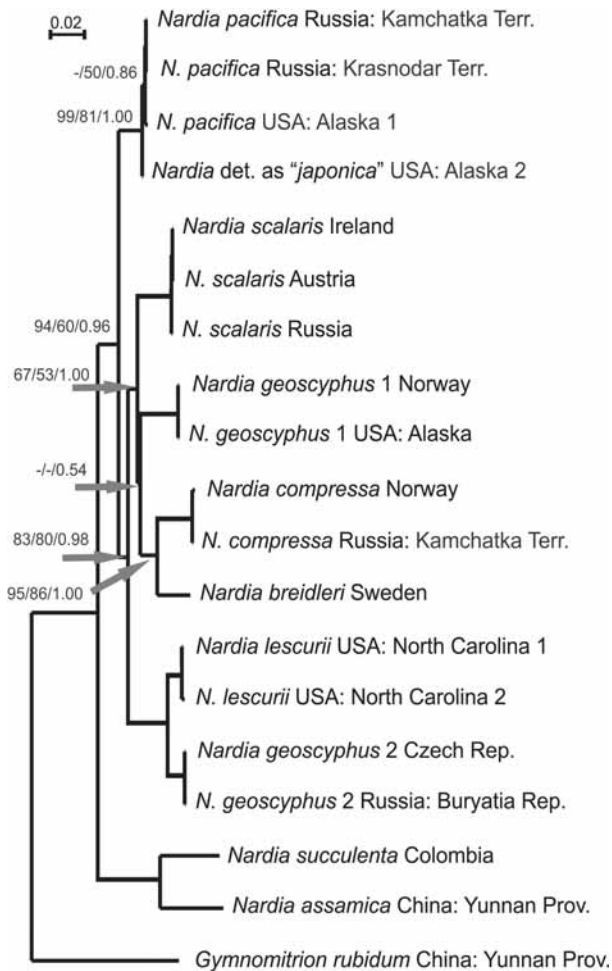 0.02
Nardia pacifica Russia: Kamchatka Terr.
-/50/0.86
N. pacifica Russia: Krasnodar Terr.
99/81/1.00
N. pacifica USA: Alaska 1
Nardia det. as “japonica” USA: Alaska 2
Nardia scalaris Ireland
N. scalaris Austria
94/60/0.96
N. scalaris Russia
67/53/1.00
Nardia geoscyphus 1 Norway
N. geoscyphus 1 USA: Alaska
-/-/0.54
Nardia compressa Norway
83/80/0.98
N. compressa Russia: Kamchatka Terr.
95/86/1.00
Nardia breidleri Sweden
Nardia lescurii USA: North Carolina 1
N. lescurii USA: North Carolina 2
Nardia geoscyphus 2 Czech Rep.
N. geoscyphus 2 Russia: Buryatia Rep.
Nardia succulenta Colombia
Nardia assamica China: Yunnan Prov.
Gymnomitrion rubidum China: Yunnan Prov.